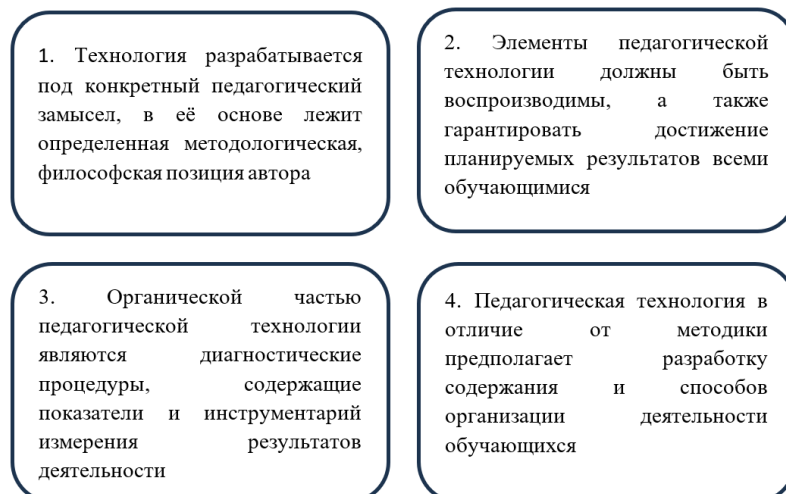 1. Технология разрабатывается
под конкретный педагогический
замысел, в её основе лежит
определенная методологическая,
философская позиция автора
2. Элементы педагогической
технологии должны быть
воспроизводимы, а также
гарантировать достижение
планируемых результатов всеми
обучающимися
3. Органической частью
педагогической технологии
являются диагностические
процедуры, содержащие
показатели и инструментарий
измерения результатов
деятельности
4. Педагогическая технология в
отличие от методики
предполагает разработку
содержания и способов
организации деятельности
обучающихся